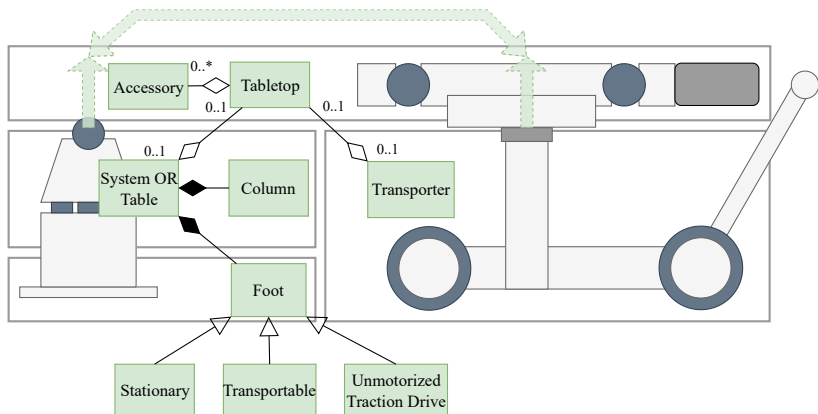 0..*
Accessory
Tabletop
0..1
0..1
0..1
0..1
System OR
Table
Column
Transporter
Foot
Stationary
Transportable
Unmotorized
Traction Drive